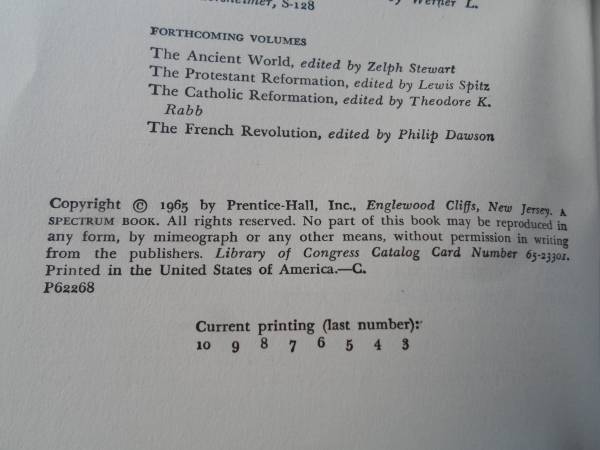 S-128
by Werner L.
FORTHCOMING VOLUMES
The Ancient World, edited by Zelph Stewart
The Protestant Reformation, edited by Lewis Spitz
The Catholic Reformation, edited by Theodore K.
Rabb
The French Revolution, edited by Philip Dawson
Copyright © 1965 by Prentice-Hall, Inc., Englewood Cliffs, New Jersey. A
SPECTRUM BOOK. All rights reserved. No part of this book may be reproduced in
any form, by mimeograph or any other means, without permission in writing
from the publishers. Library of Congress Catalog Card Number 65-23301.
Printed in the United States of America.—C.
P62268
Current printing (last number):
10 9 8 7 6 5 4 3